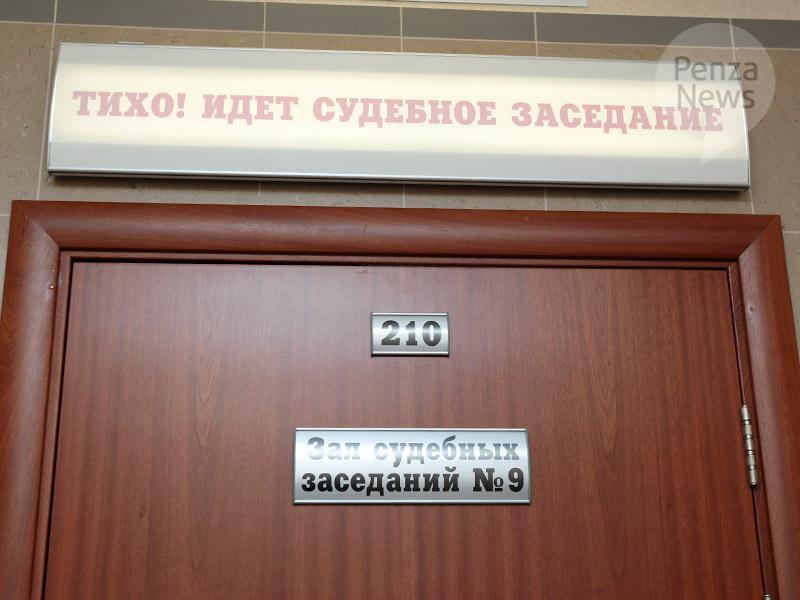 Penza
News
ТИХО! ИДЕТ СУДЕБНОЕ ЗАСЕДАНИЕ
210
Зал судебных
заседаний №9